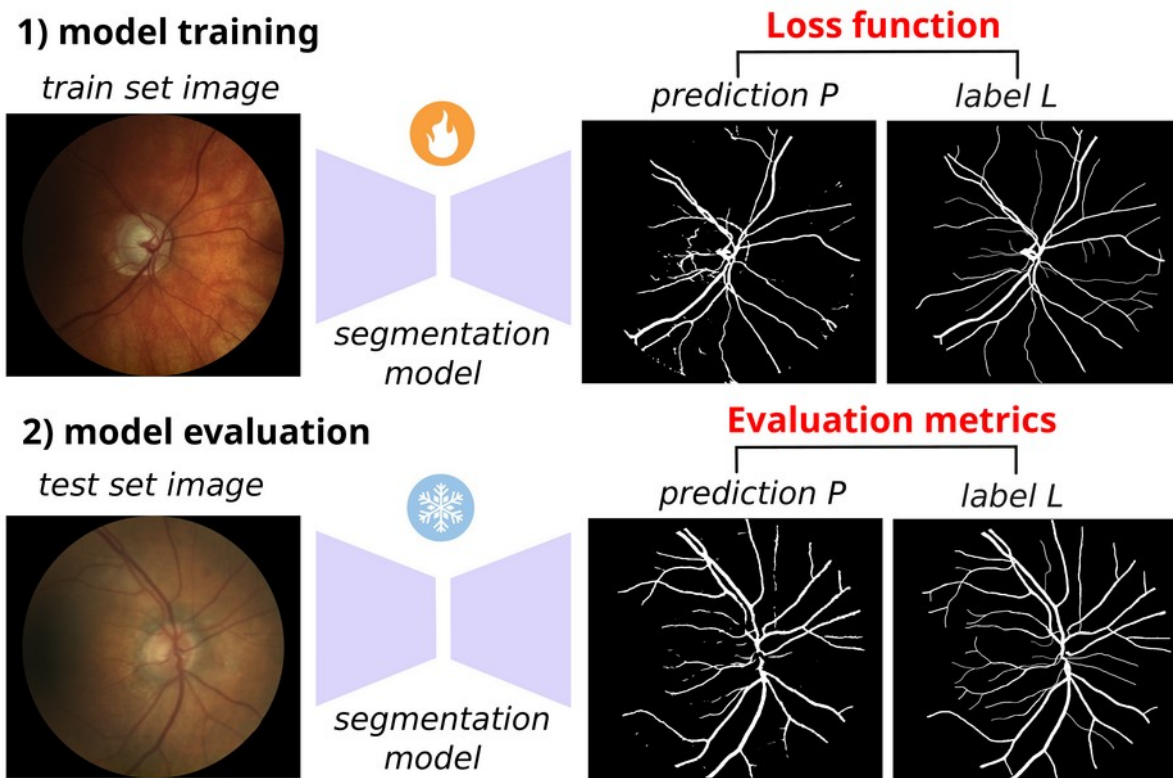 1) model training
Loss function
train set image
prediction P
label L
segmentation
model
2) model evaluation
Evaluation metrics
test set image
prediction P
label L
segmentation
model